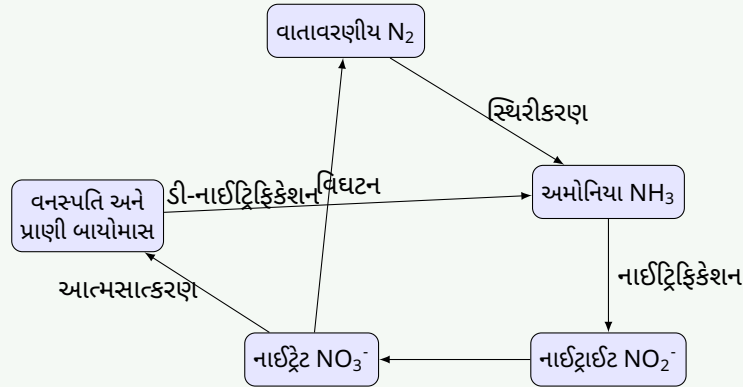 વાતાવરણીય N₂
સ્થિરીકરણ
વનસ્પતિ અને
પ્રાણી બાયોમાસ
ડી-નાઈટ્રિફિકેશન
વિઘટન
અમોનિયા NH₃
નાઈટ્રિફિકેશન
આત્મસાત્કરણ
નાઈટ્રેટ NO₃⁻
નાઈટ્રાઈટ NO₂⁻